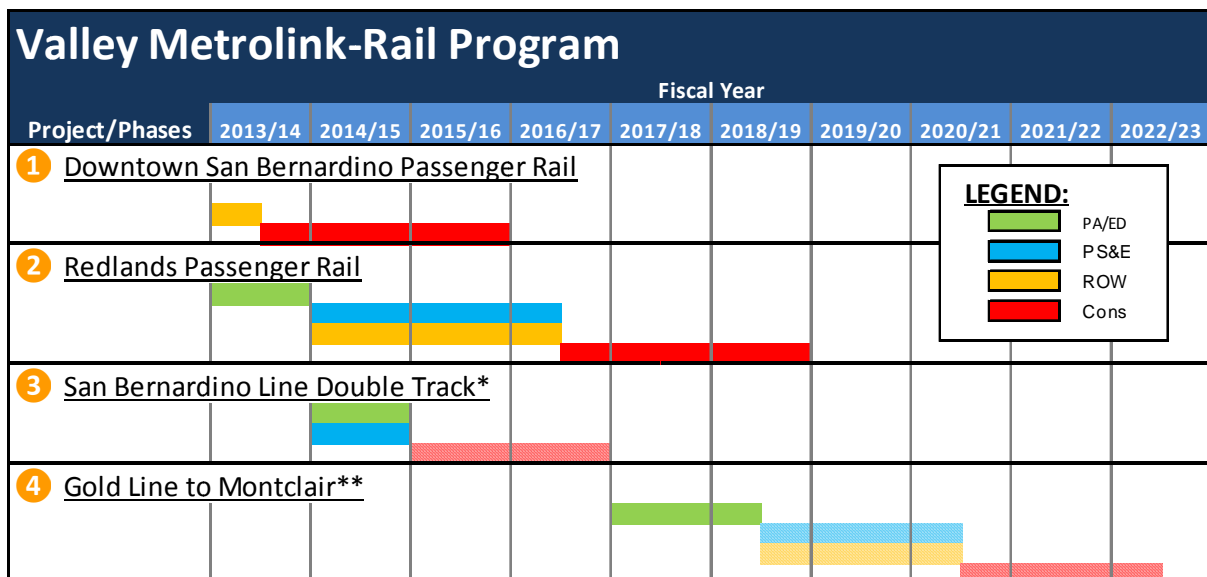 Valley Metrolink-Rail Program
Fiscal Year
Project/Phases 2013/14 2014/15 2015/16 2016/17 2017/18 2018/19 2019/20 2020/21 2021/22 2022/23
1 Downtown San Bernardino Passenger Rail
LEGEND:
PA/ED
PS&E
ROW
Cons
2 Redlands Passenger Rail
3 San Bernardino Line Double Track*
4 Gold Line to Montclair**